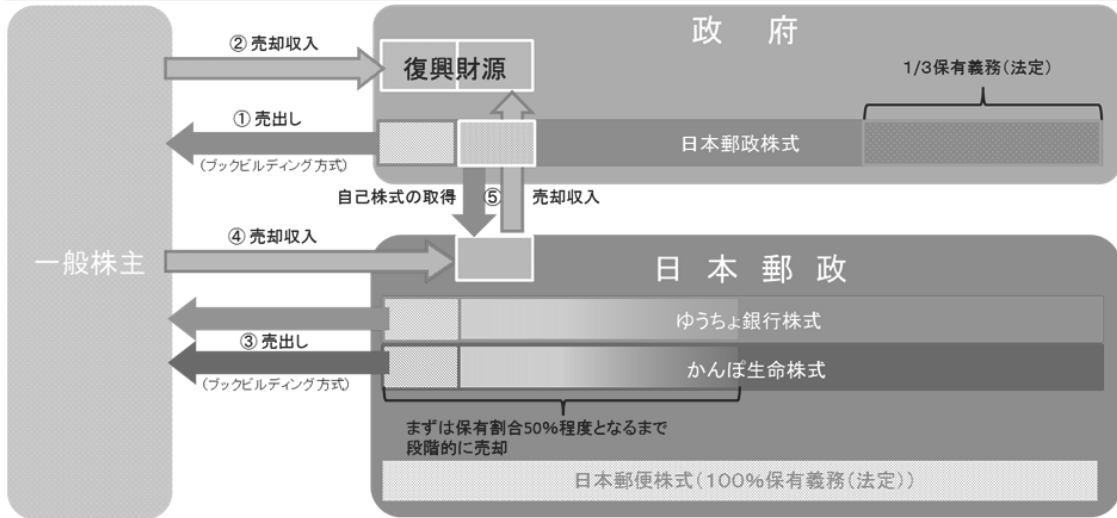 政 府
② 売却収入
復興財源
1/3保有義務(法定)
① 売出し
(ブックビルディング方式)
日本郵政株式
自己株式の取得
⑤
売却収入
④ 売却収入
一般株主
日 本 郵 政
ゆうちょ銀行株式
③ 売出し
かんぽ生命株式
(ブックビルディング方式)
まずは保有割合50%程度となるまで
段階的に売却
日本郵便株式(100%保有義務(法定))